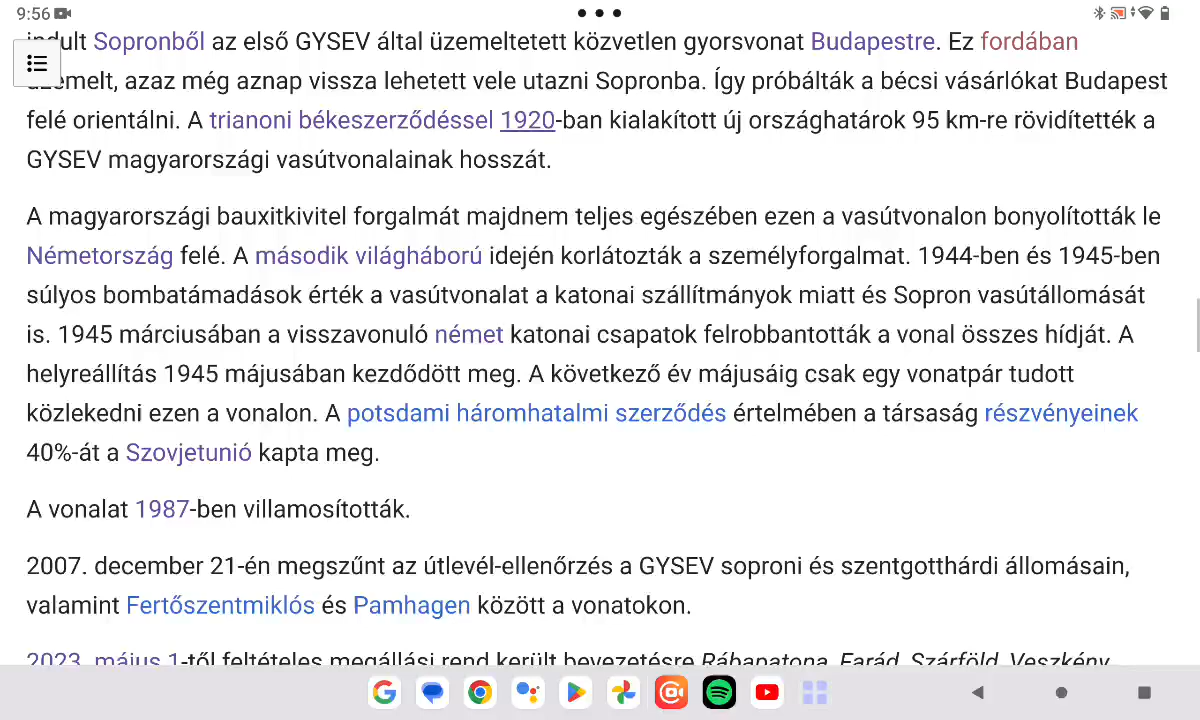 9:56
indult Sopronből az első GYSEV által üzemeltetett közvetlen gyorsvonat Budapestre. Ez fordában
üzemelt, azaz még aznap vissza lehetett vele utazni Sopronba. Így próbálták a bécsi vásárlókat Budapest
felé orientálni. A trianoni békeszerződéssel 1920-ban kialakított új országhatárok 95 km-re rövidítették a
GYSEV magyarországi vasútvonalainak hosszát.
A magyarországi bauxitkivitel forgalmát majdnem teljes egészében ezen a vasútvonalon bonyolították le
Németország felé. A második világháború idején korlátozták a személyforgalmat. 1944-ben és 1945-ben
súlyos bombatámadások érték a vasútvonalat a katonai szállítmányok miatt és Sopron vasútállomását
is. 1945 márciusában a visszavonuló német katonai csapatok felrobbantották a vonal összes hídját. A
helyreállítás 1945 májusában kezdődött meg. A következő év májusáig csak egy vonatpár tudott
közlekedni ezen a vonalon. A potsdami háromhatalmi szerződés értelmében a társaság részvényeinek
40%-át a Szovjetunió kapta meg.
A vonalat 1987-ben villamosították.
2007. december 21-én megszűnt az útlevél-ellenőrzés a GYSEV soproni és szentgotthárdi állomásain,
valamint Fertőszentmiklós és Pamhagen között a vonatokon.
2023. május 1-től feltételes megállási rend került bevezetésre Rábapatona, Farád, Szárföld, Veszkény,